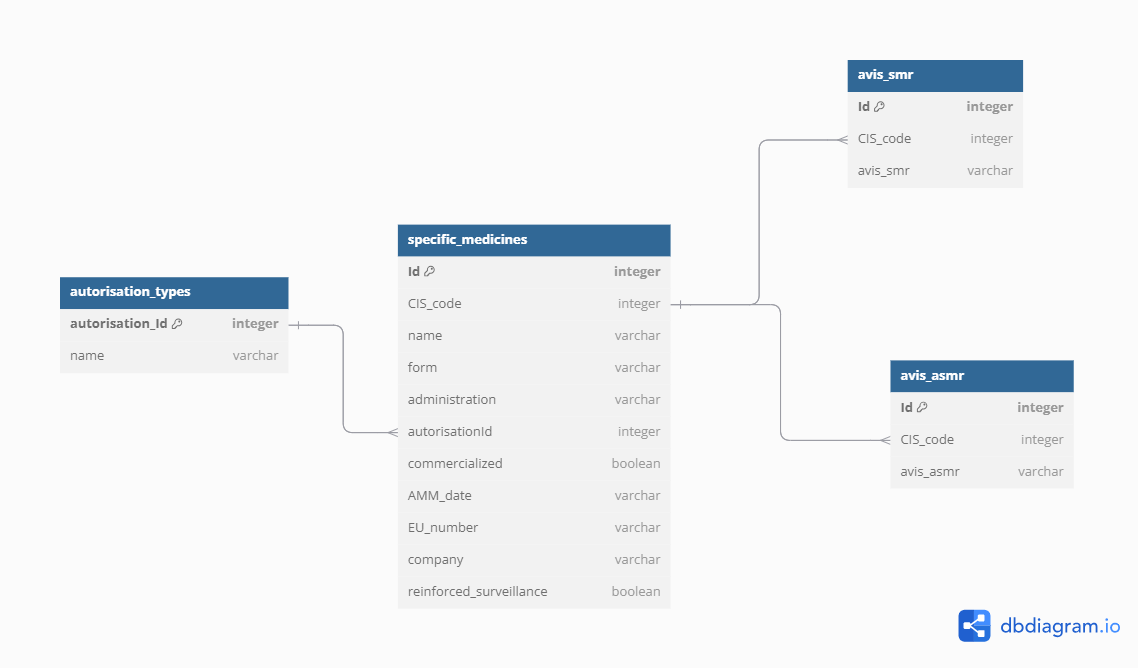 avis_smr
Id integer
CIS_code integer
avis_smr varchar
specific_medicines
Id integer
CIS_code integer
name varchar
form varchar
administration varchar
autorisationId integer
commercialized boolean
AMM_date varchar
EU_number varchar
company varchar
reinforced_surveillance boolean
autorisation_types
autorisation_Id integer
name varchar
avis_asmr
Id integer
CIS_code integer
avis_asmr varchar
dbdiagram.io